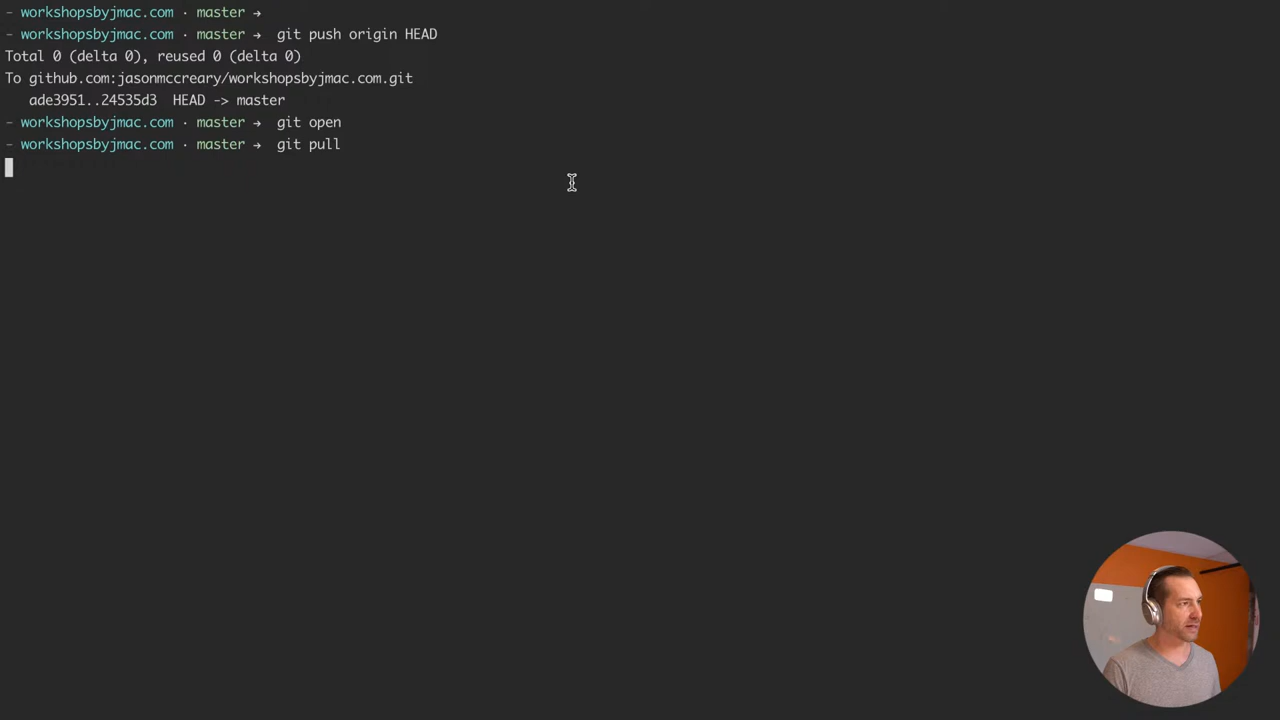 - workshopsbyjmac.com · master →
- workshopsbyjmac.com · master → git push origin HEAD
Total 0 (delta 0), reused 0 (delta 0)
To github.com:jasonmccreary/workshopsbyjmac.com.git
ade3951..24535d3 HEAD -> master
- workshopsbyjmac.com · master → git open
- workshopsbyjmac.com · master → git pull